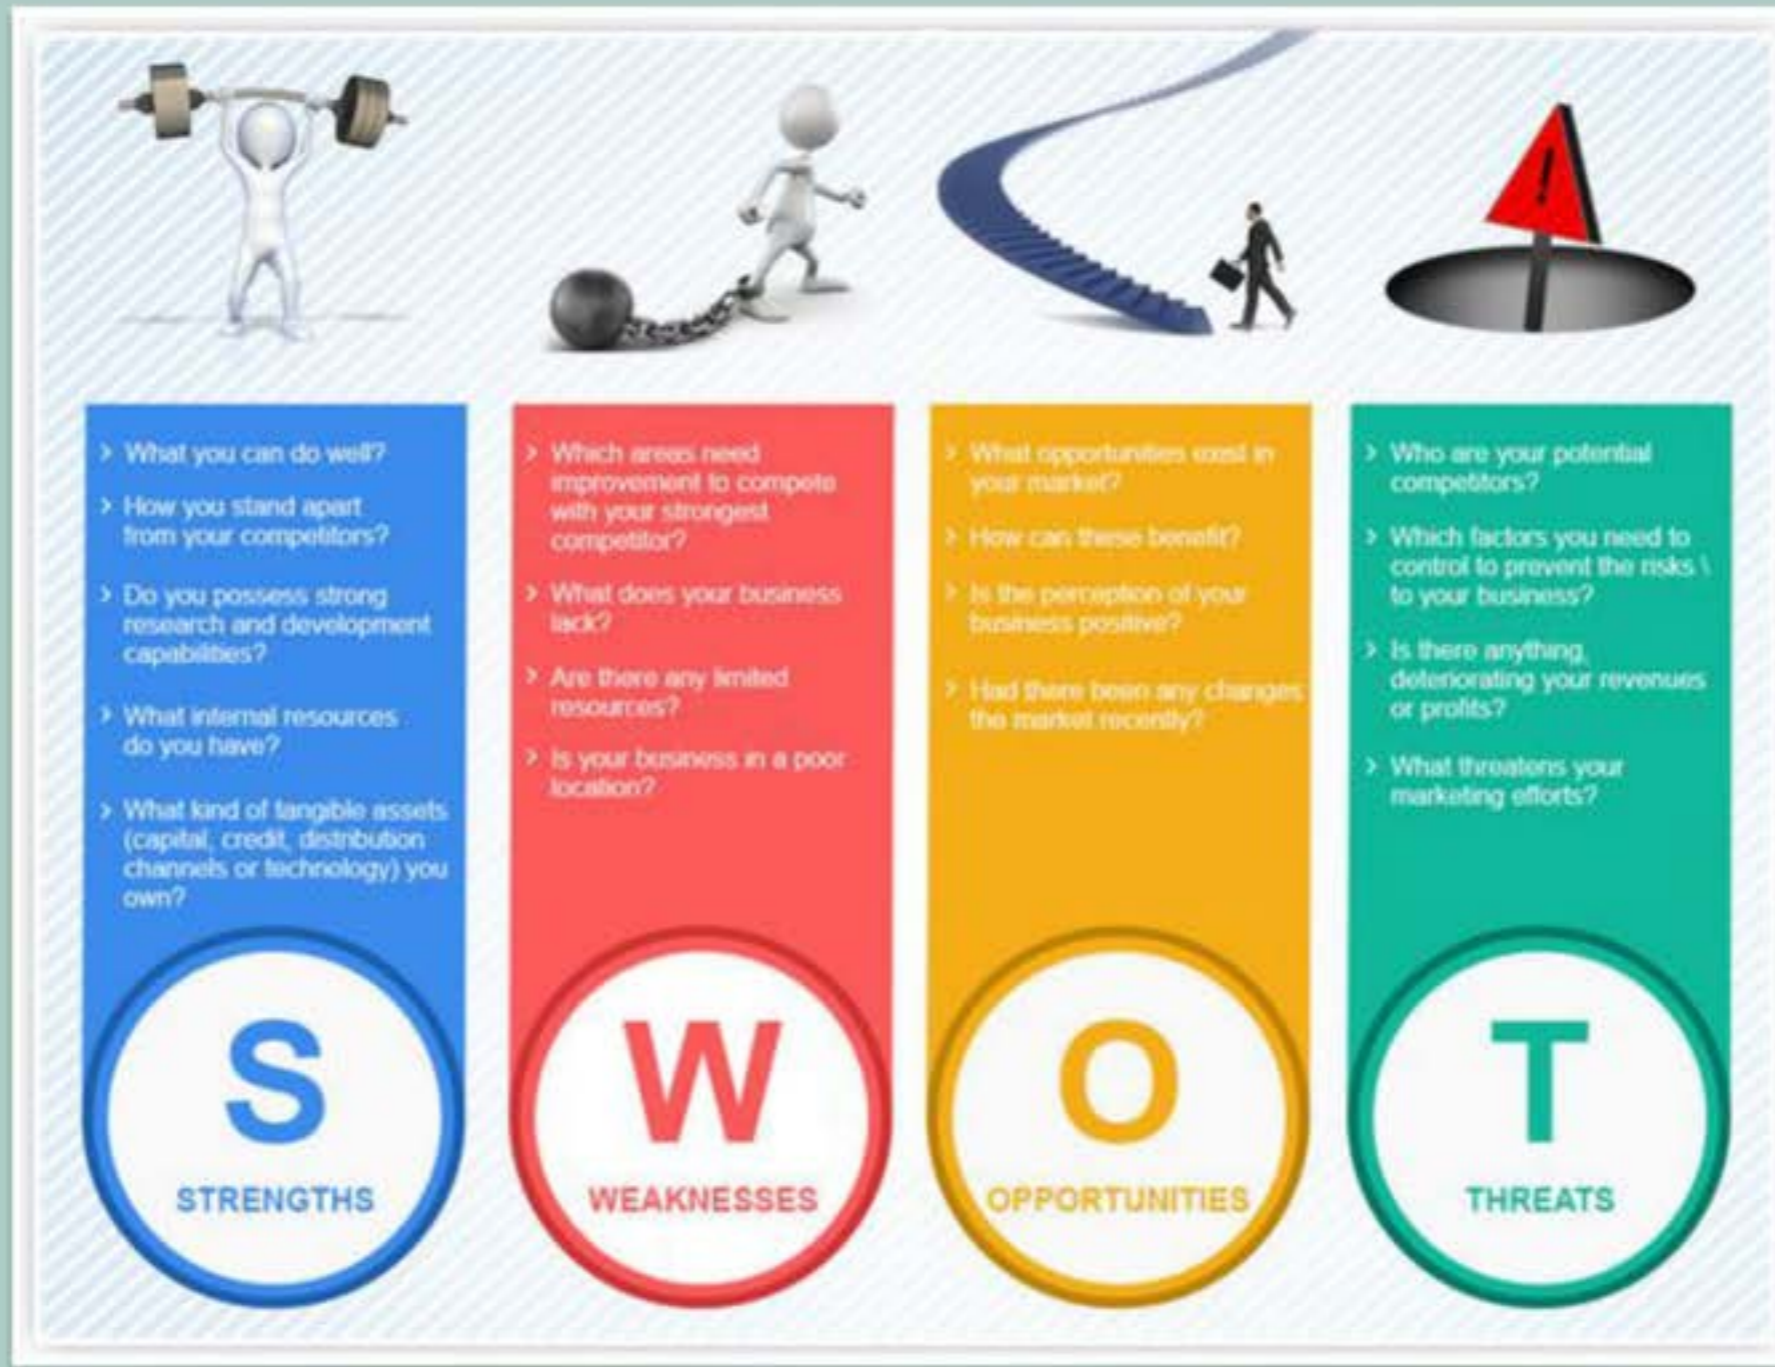 > What you can do well?
> How you stand apart
from your competitors?
> Do you possess strong
research and development
capabilities?
> What internal resources
do you have?
> What kind of tangible assets
(capital, credit, distribution
channels or technology) you
own?
S
STRENGTHS
> Which areas need
improvement to compete
with your strongest
competitor?
> What does your business
lack?
> Are there any limited
resources?
> Is your business in a poor
location?
W
WEAKNESSES
> What opportunities exist in
your market?
> How can these benefit?
> Is the perception of your
business positive?
> Had there been any changes
the market recently?
O
OPPORTUNITIES
!
> Who are your potential
competitors?
> Which factors you need to
control to prevent the risks \
to your business?
> Is there anything,
deteriorating your revenues
or profits?
> What threatens your
marketing efforts?
T
THREATS